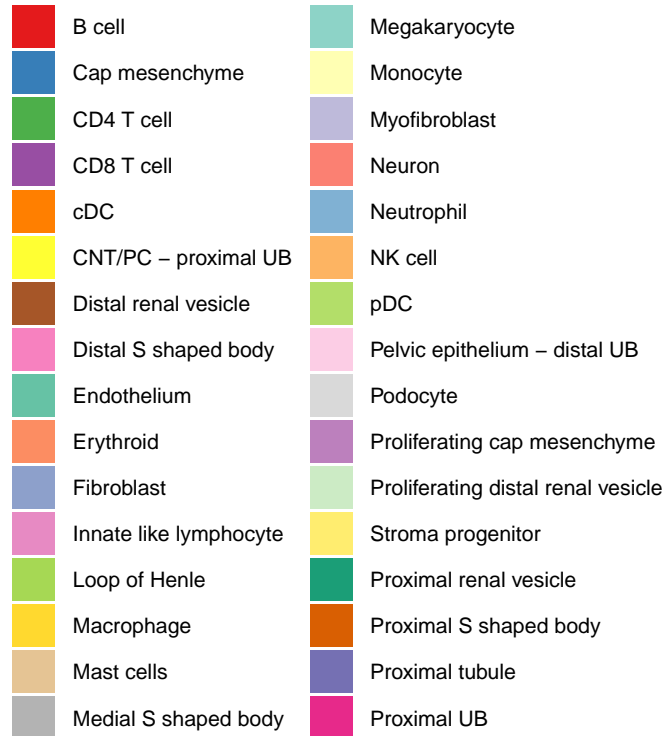 B cell
Cap mesenchyme
CD4 T cell
CD8 T cell
cDC
CNT/PC – proximal UB
Distal renal vesicle
Distal S shaped body
Endothelium
Erythroid
Fibroblast
Innate like lymphocyte
Loop of Henle
Macrophage
Mast cells
Medial S shaped body
Megakaryocyte
Monocyte
Myofibroblast
Neuron
Neutrophil
NK cell
pDC
Pelvic epithelium – distal UB
Podocyte
Proliferating cap mesenchyme
Proliferating distal renal vesicle
Stroma progenitor
Proximal renal vesicle
Proximal S shaped body
Proximal tubule
Proximal UB